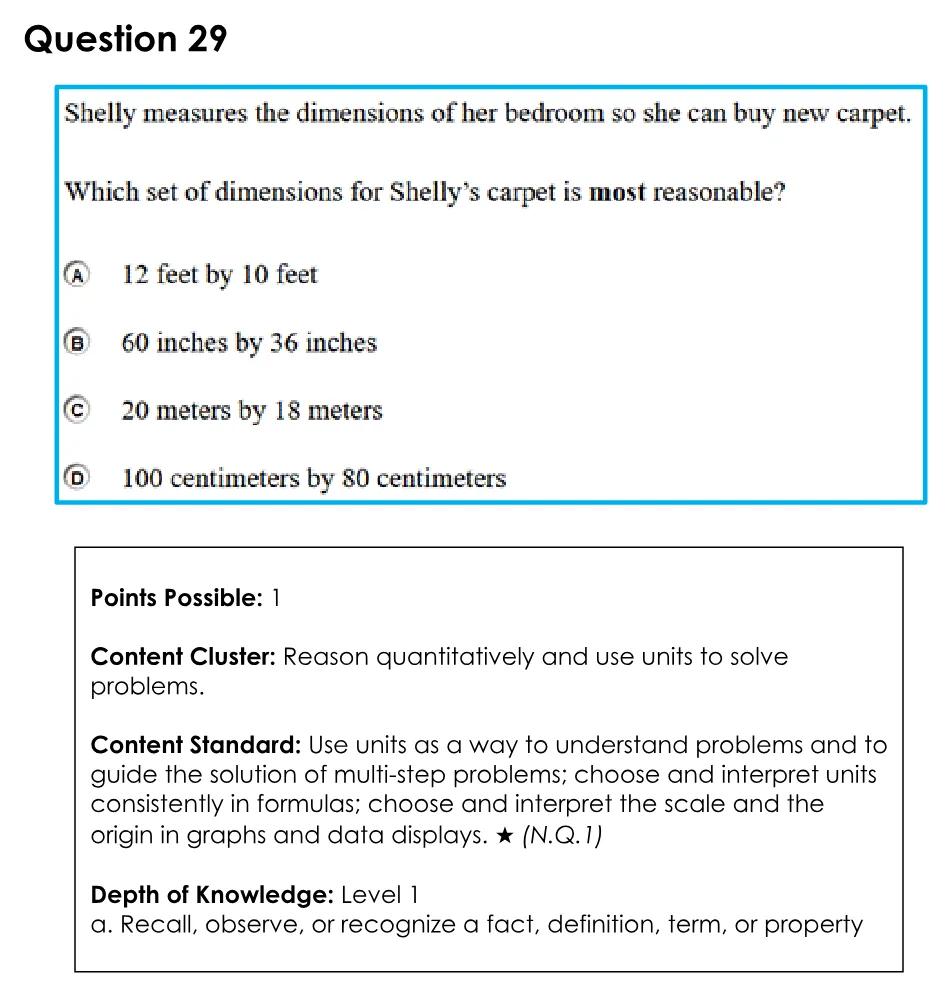 Question 29
Shelly measures the dimensions of her bedroom so she can buy new carpet.
Which set of dimensions for Shelly's carpet is most reasonable?
A 12 feet by 10 feet
B 60 inches by 36 inches
C 20 meters by 18 meters
D 100 centimeters by 80 centimeters
Points Possible: 1
Content Cluster: Reason quantitatively and use units to solve
problems.
Content Standard: Use units as a way to understand problems and to
guide the solution of multi-step problems; choose and interpret units
consistently in formulas; choose and interpret the scale and the
origin in graphs and data displays. ★ (N.Q.1)
Depth of Knowledge: Level 1
a. Recall, observe, or recognize a fact, definition, term, or property